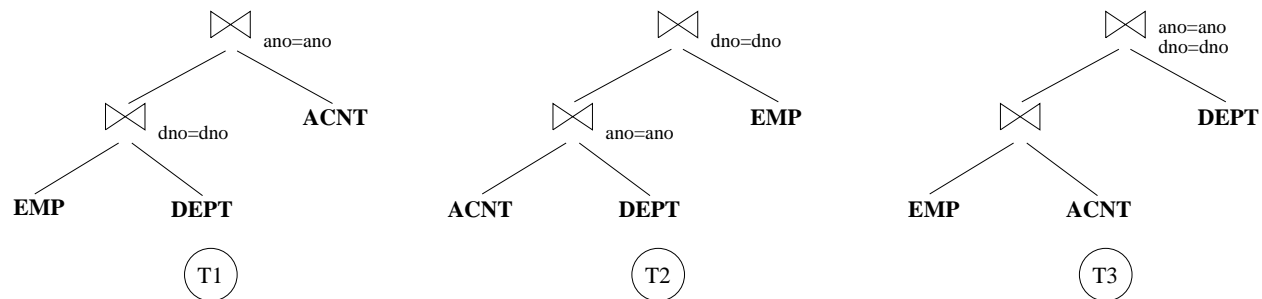 ano=ano
ACNT
dno=dno
EMP DEPT
T1
dno=dno
EMP
ano=ano
ACNT DEPT
T2
ano=ano
dno=dno
DEPT
EMP ACNT
T3